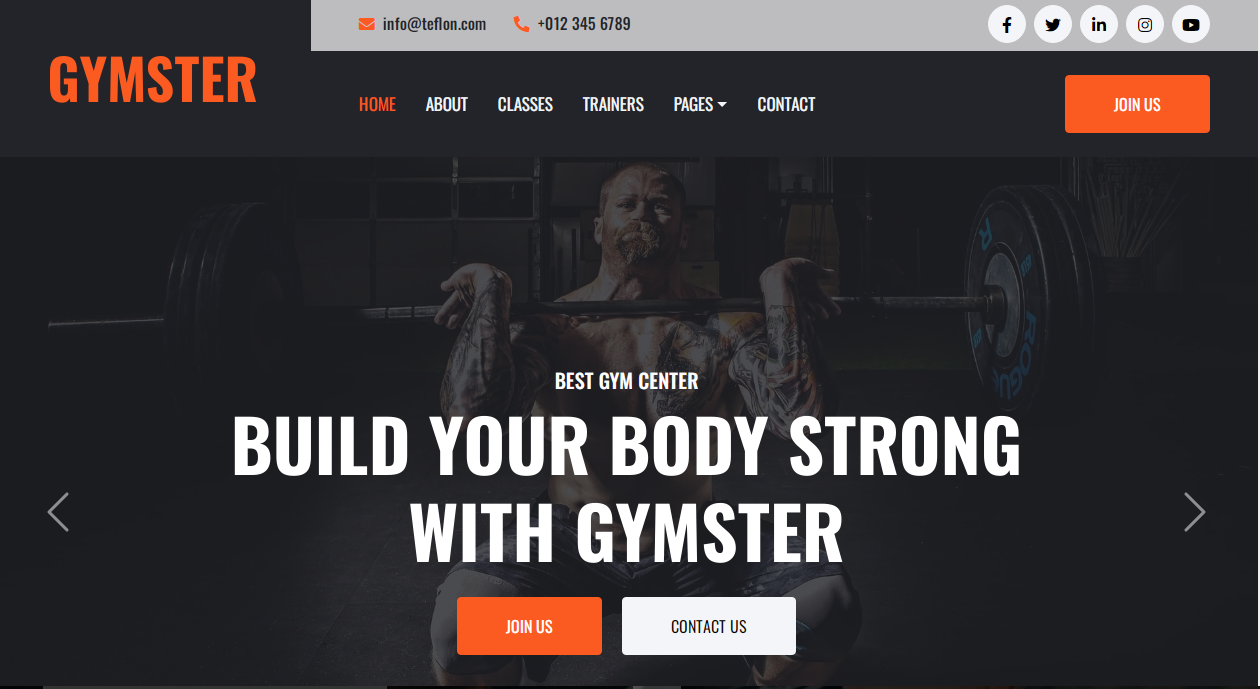 info@teflon.com +012 345 6789
GYMSTER
HOME ABOUT CLASSES TRAINERS PAGES CONTACT JOIN US
R
ROGUE
BEST GYM CENTER
BUILD YOUR BODY STRONG
WITH GYMSTER
JOIN US CONTACT US